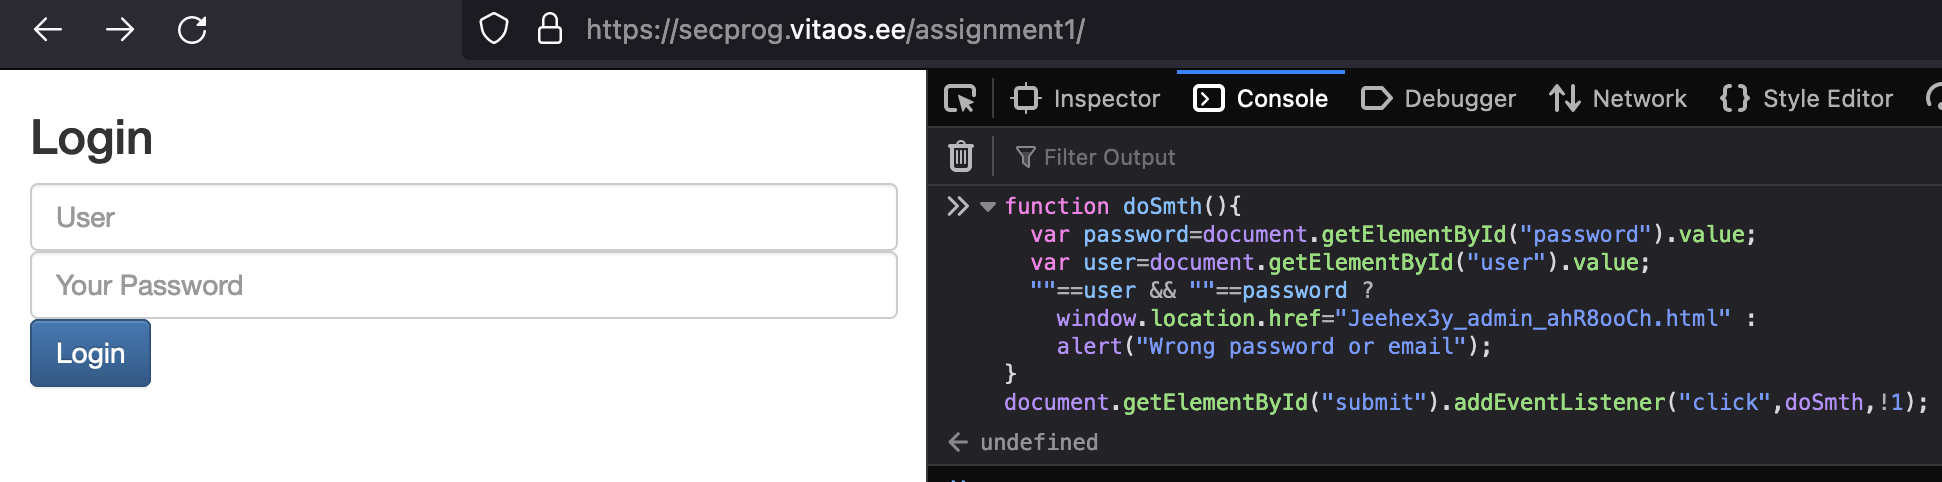 https://secprog.vitaos.ee/assignment1/
Login
User
Your Password
Login
Inspector Console Debugger Network Style Editor
Filter Output
function doSmth(){
var password=document.getElementById("password").value;
var user=document.getElementById("user").value;
""==user && ""==password ?
window.location.href="Jeehex3y_admin_ahR8ooCh.html" :
alert("Wrong password or email");
}
document.getElementById("submit").addEventListener("click",doSmth,!1);
undefined